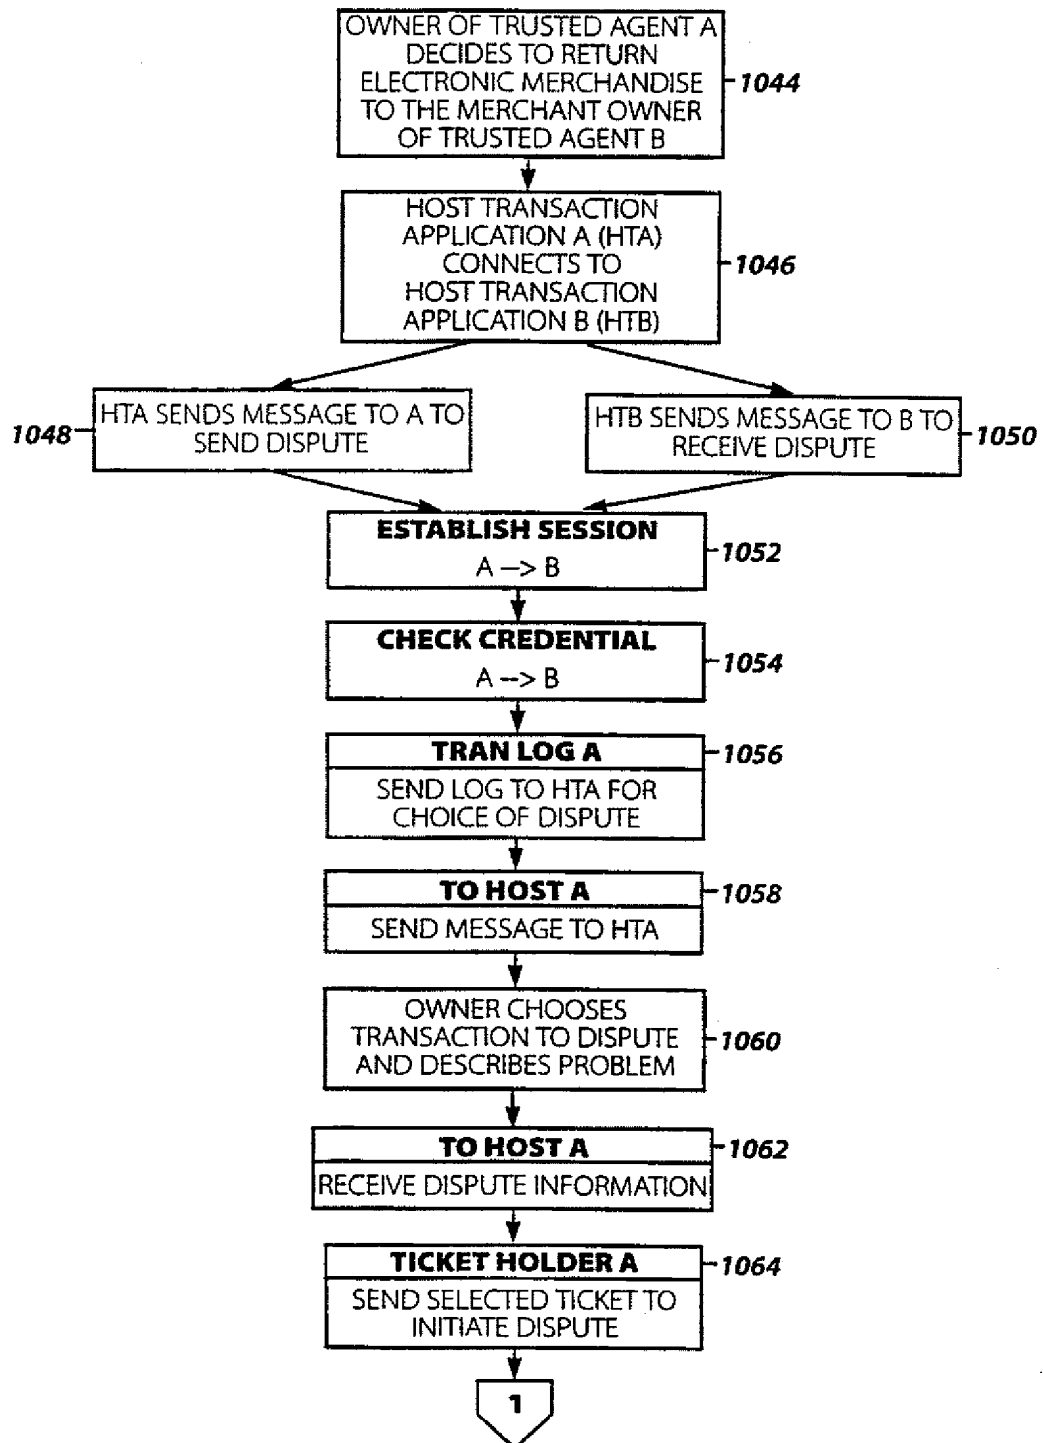 OWNER OF TRUSTED AGENT A
DECIDES TO RETURN
ELECTRONIC MERCHANDISE
TO THE MERCHANT OWNER
OF TRUSTED AGENT B
1044
HOST TRANSACTION
APPLICATION A (HTA)
CONNECTS TO
HOST TRANSACTION
APPLICATION B (HTB)
1046
1048
HTA SENDS MESSAGE TO A TO
SEND DISPUTE
HTB SENDS MESSAGE TO B TO
RECEIVE DISPUTE
1050
ESTABLISH SESSION
A —> B
1052
CHECK CREDENTIAL
A --> B
1054
TRAN LOG A
1056
SEND LOG TO HTA FOR
CHOICE OF DISPUTE
TO HOST A
1058
SEND MESSAGE TO HTA
OWNER CHOOSES
TRANSACTION TO DISPUTE
AND DESCRIBES PROBLEM
1060
TO HOST A
1062
RECEIVE DISPUTE INFORMATION
TICKET HOLDER A
1064
SEND SELECTED TICKET TO
INITIATE DISPUTE
1